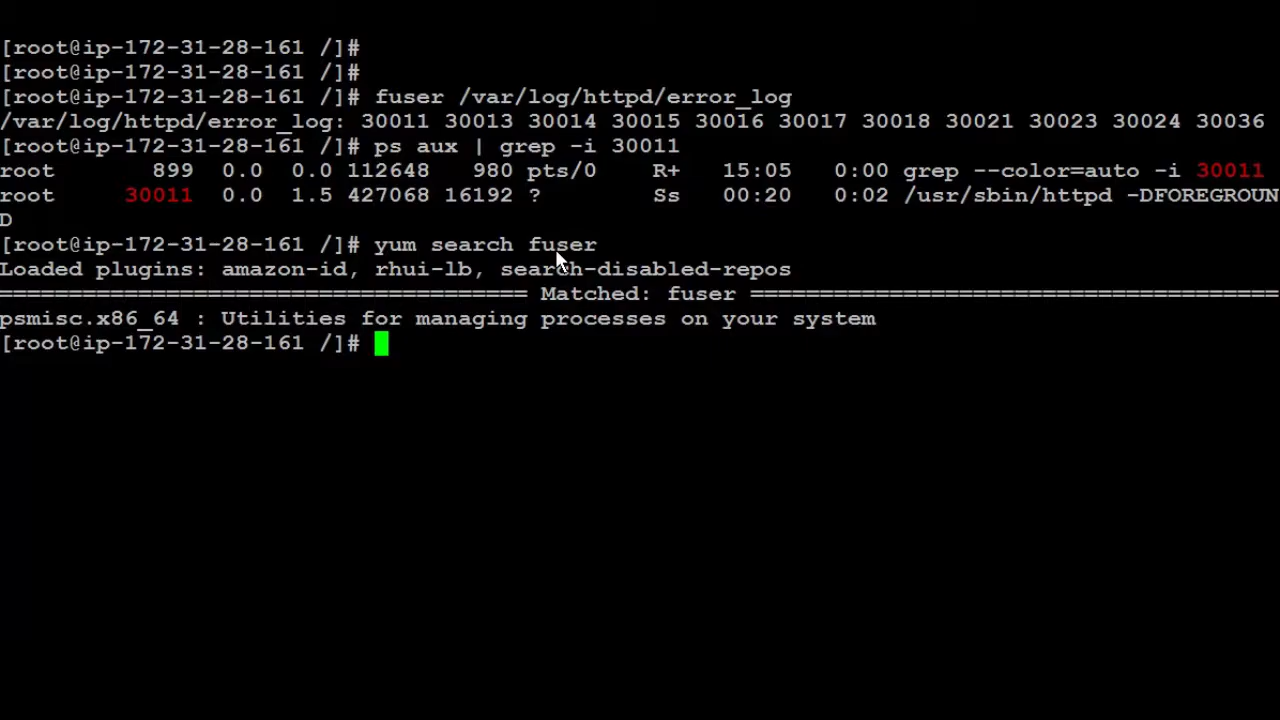 [root@ip-172-31-28-161 /]#
[root@ip-172-31-28-161 /]#
[root@ip-172-31-28-161 /]# fuser /var/log/httpd/error_log
/var/log/httpd/error_log: 30011 30013 30014 30015 30016 30017 30018 30021 30023 30024 30036
[root@ip-172-31-28-161 /]# ps aux | grep -i 30011
root       899  0.0  0.0 112648   980 pts/0    R+   15:05   0:00 grep --color=auto -i 30011
root     30011  0.0  1.5 427068 16192 ?        Ss   00:20   0:02 /usr/sbin/httpd -DFOREGROUN
D
[root@ip-172-31-28-161 /]# yum search fuser
Loaded plugins: amazon-id, rhui-lb, search-disabled-repos
====================================== Matched: fuser ======================================
psmisc.x86_64 : Utilities for managing processes on your system
[root@ip-172-31-28-161 /]#